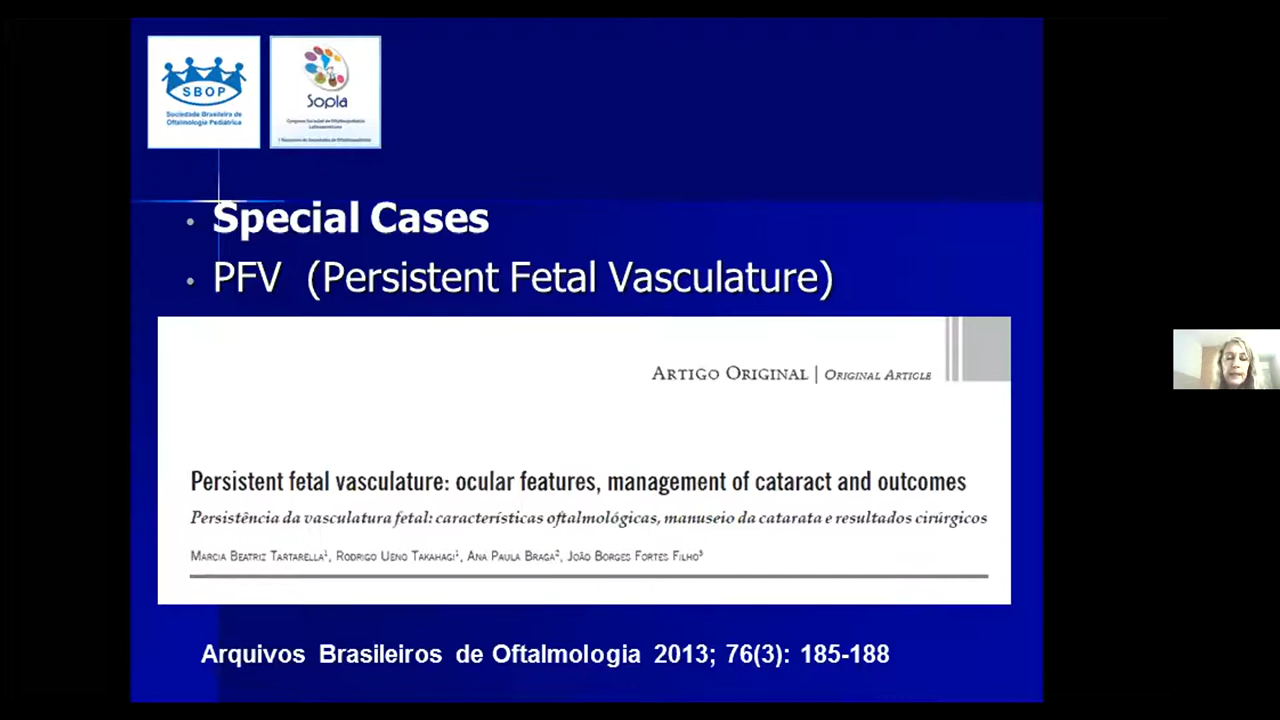 SBOP
Sociedade Brasileira de
Oftalmologia Pediátrica
Sopla
• Special Cases
• PFV (Persistent Fetal Vasculature)
Artigo Original | Original Article
Persistent fetal vasculature: ocular features, management of cataract and outcomes
Persistência da vasculatura fetal: características oftalmológicas, manuseio da catarata e resultados cirúrgicos
Marcia Beatriz Tartarella¹, Rodrigo Ueno Takahagi¹, Ana Paula Braga², João Borges Fortes Filho³
Arquivos Brasileiros de Oftalmologia 2013; 76(3): 185-188